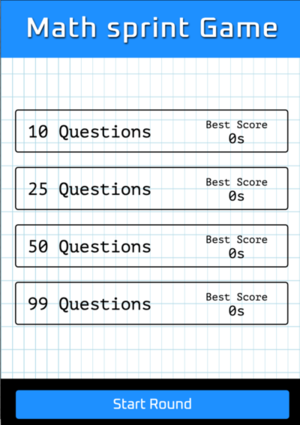 Math sprint Game
10 Questions
Best Score
0s
25 Questions
Best Score
0s
50 Questions
Best Score
0s
99 Questions
Best Score
0s
Start Round